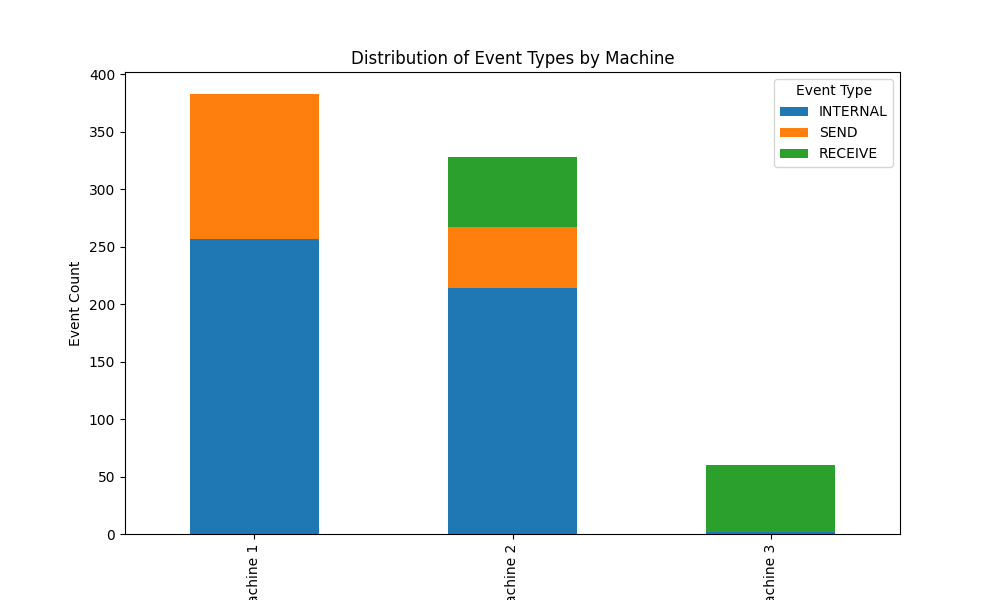 Distribution of Event Types by Machine
400
350
300
250
200
150
100
50
0
Event Count
Event Type
INTERNAL
SEND
RECEIVE
achine 1
achine 2
achine 3